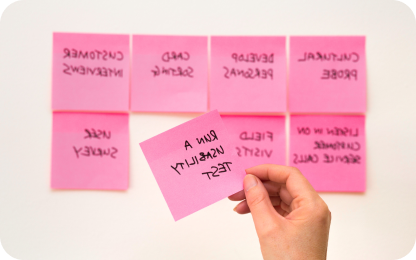 CUSTOMER
INTERVIEWS
CARD
SORTING
DEVELOP
PERSONAS
CULTURAL
PROBE
USER
SURVEY
RUN A
USABILITY
TEST
FIELD
VISITS
LISTEN IN ON
CUSTOMER
SERVICE CALLS